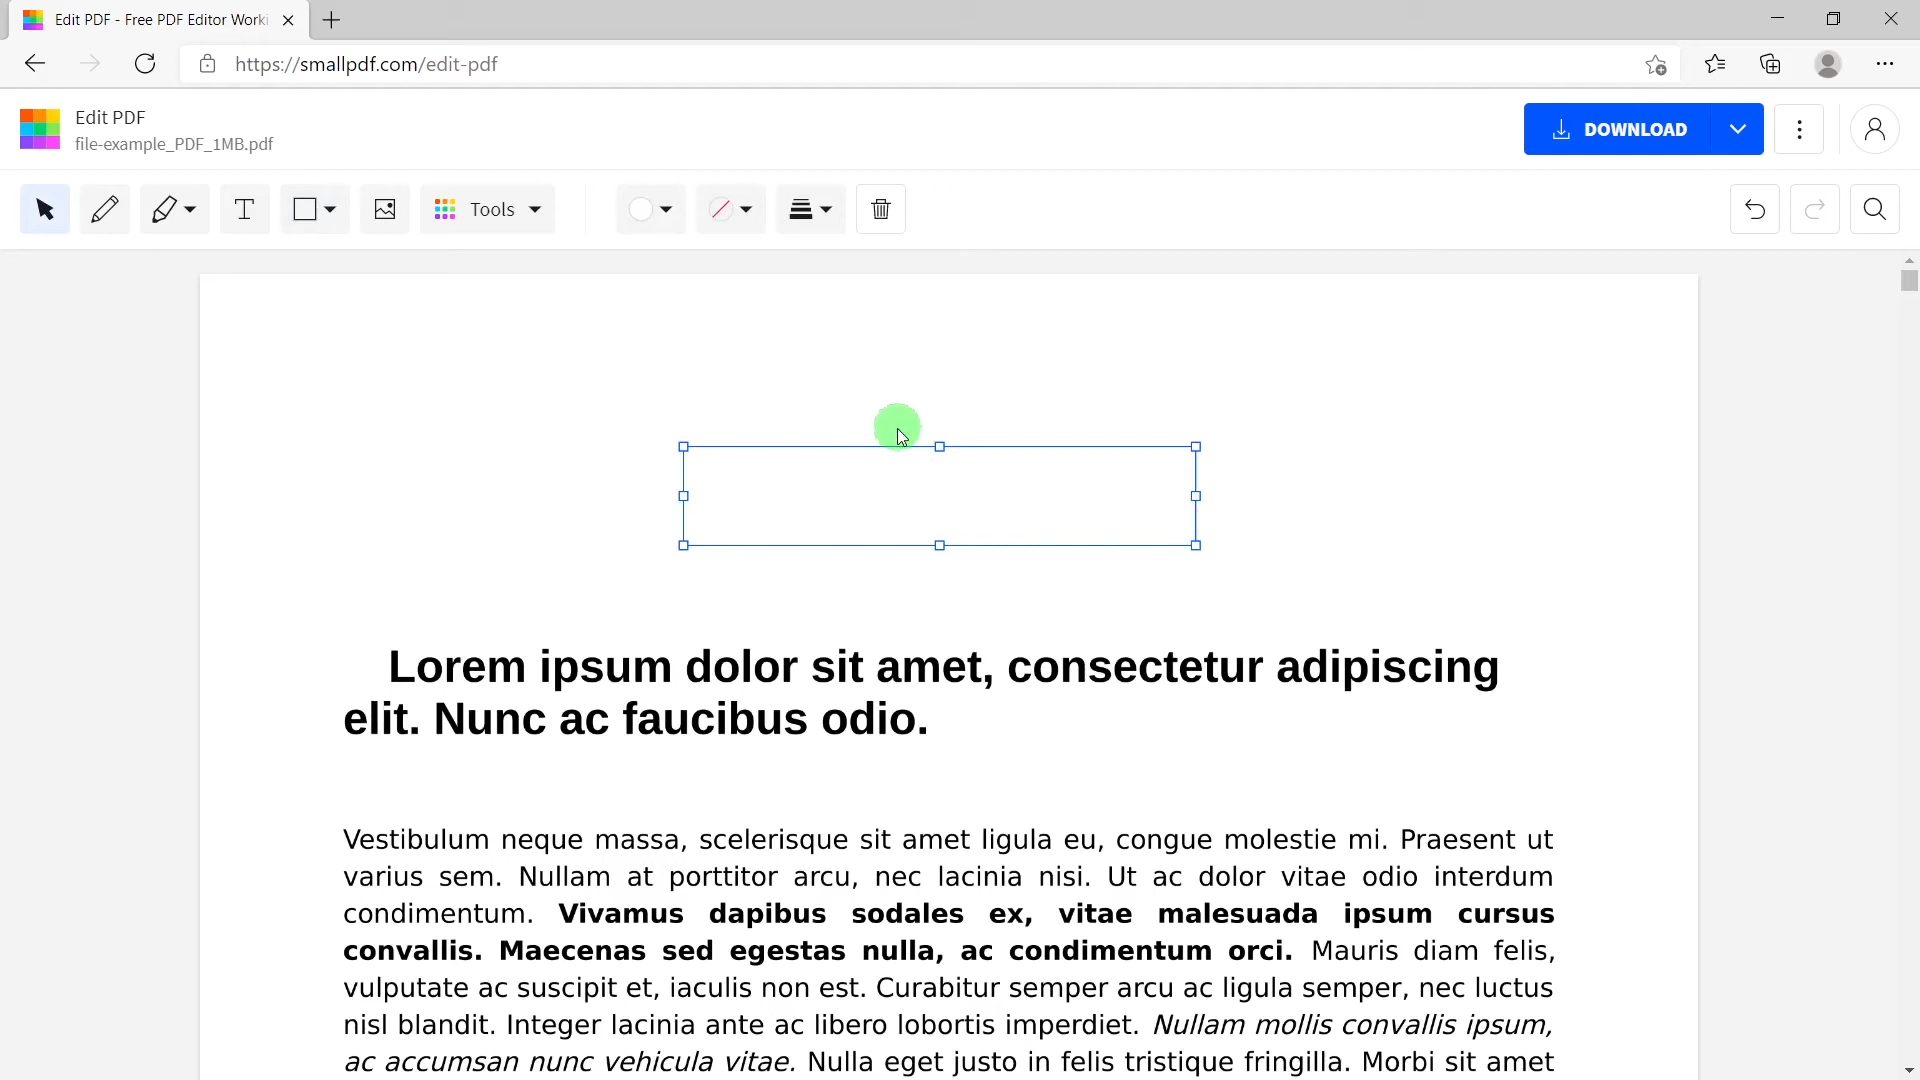 Edit PDF - Free PDF Editor Worki
https://smallpdf.com/edit-pdf
Edit PDF
file-example_PDF_1MB.pdf
DOWNLOAD
T
Tools
Lorem ipsum dolor sit amet, consectetur adipiscing
elit. Nunc ac faucibus odio.
Vestibulum neque massa, scelerisque sit amet ligula eu, congue molestie mi. Praesent ut
varius sem. Nullam at porttitor arcu, nec lacinia nisi. Ut ac dolor vitae odio interdum
condimentum. Vivamus dapibus sodales ex, vitae malesuada ipsum cursus
convallis. Maecenas sed egestas nulla, ac condimentum orci. Mauris diam felis,
vulputate ac suscipit et, iaculis non est. Curabitur semper arcu ac ligula semper, nec luctus
nisl blandit. Integer lacinia ante ac libero lobortis imperdiet. Nullam mollis convallis ipsum,
ac accumsan nunc vehicula vitae. Nulla eget justo in felis tristique fringilla. Morbi sit amet